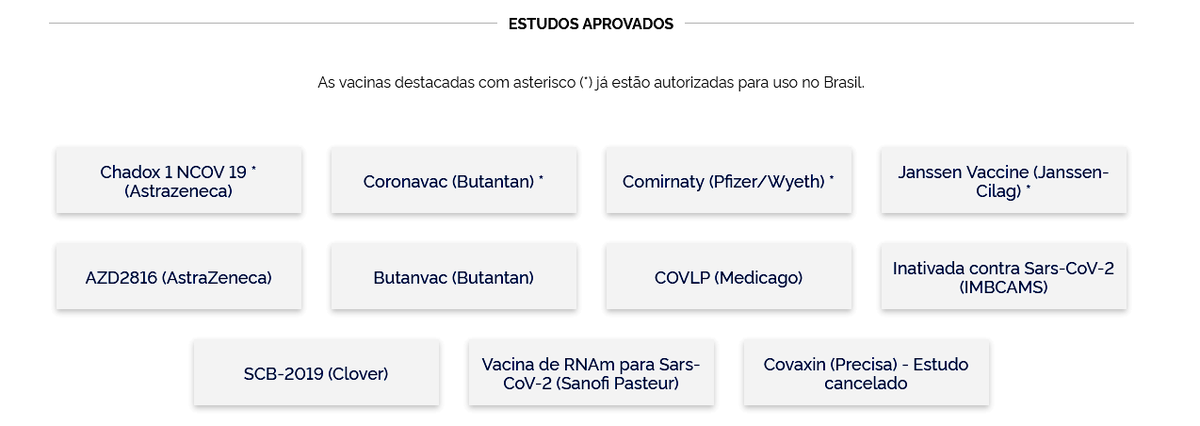 ESTUDOS APROVADOS
As vacinas destacadas com asterisco (*) já estão autorizadas para uso no Brasil.
Chadox 1 NCOV 19 *
(Astrazeneca)
Coronavac (Butantan) *
Comirnaty (Pfizer/Wyeth) *
Janssen Vaccine (Janssen-
Cilag) *
AZD2816 (AstraZeneca)
Butanvac (Butantan)
COVLP (Medicago)
Inativada contra Sars-CoV-2
(IMBCAMS)
SCB-2019 (Clover)
Vacina de RNAm para Sars-
CoV-2 (Sanofi Pasteur)
Covaxin (Precisa) - Estudo
cancelado